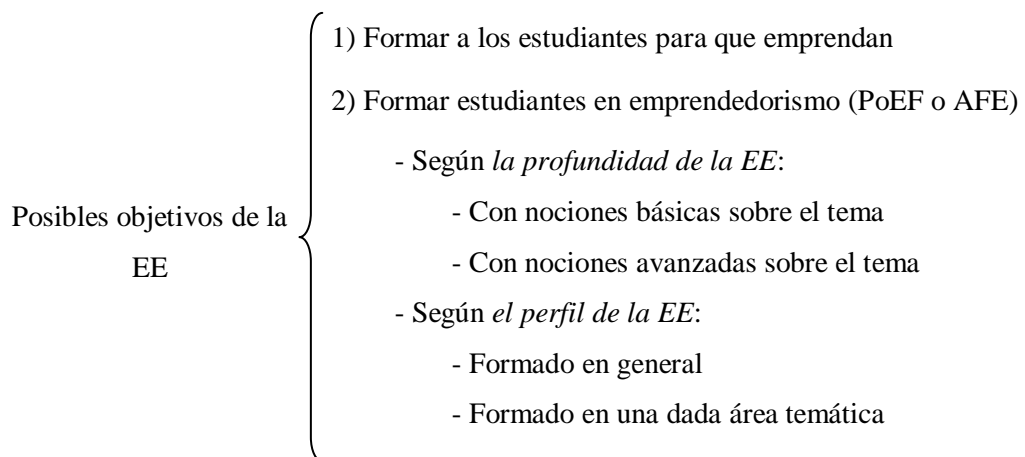 1) Formar a los estudiantes para que emprendan
2) Formar estudiantes en emprendedorismo (PoEF o AFE)
- Según la profundidad de la EE:
- Con nociones básicas sobre el tema
- Con nociones avanzadas sobre el tema
- Según el perfil de la EE:
- Formado en general
- Formado en una dada área temática
Posibles objetivos de la
EE